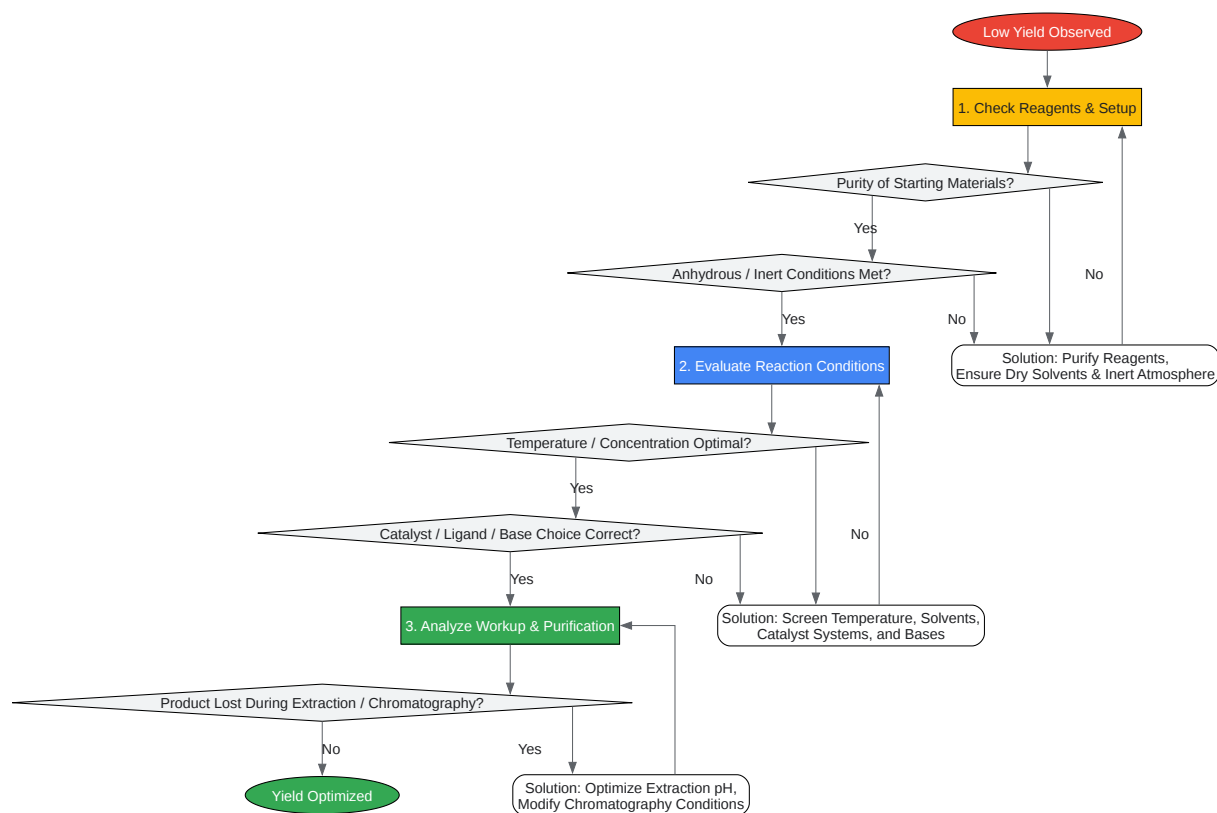 Low Yield Observed
1. Check Reagents & Setup
Purity of Starting Materials?
Yes
Anhydrous / Inert Conditions Met?
No
Yes
No
Solution: Purify Reagents,
Ensure Dry Solvents & Inert Atmosphere
2. Evaluate Reaction Conditions
Temperature / Concentration Optimal?
Yes
Catalyst / Ligand / Base Choice Correct?
No
Yes
No
Solution: Screen Temperature, Solvents,
Catalyst Systems, and Bases
3. Analyze Workup & Purification
Product Lost During Extraction / Chromatography?
No
Yes
Solution: Optimize Extraction pH,
Modify Chromatography Conditions
Yield Optimized